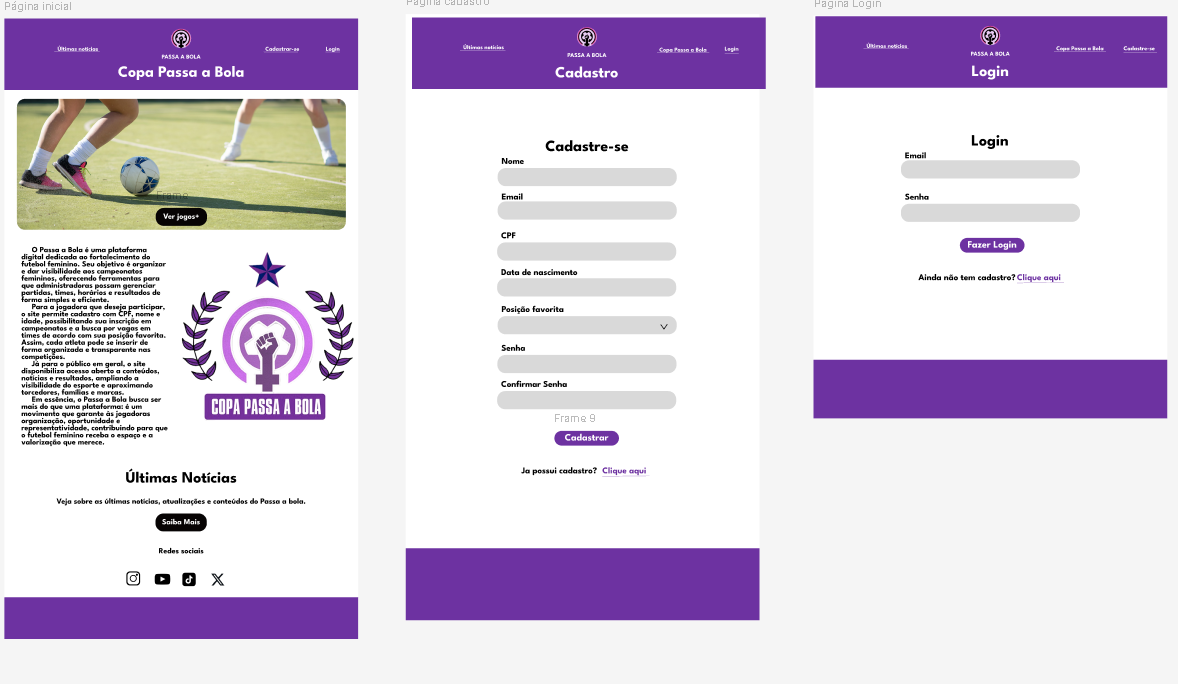 Página inicial
Últimas notícias
PASSA A BOLA
Cadastrar-se
Login
Copa Passa a Bola
Frame
Ver jogos+
O Passa a Bola é uma plataforma
digital dedicada ao fortalecimento do
futebol feminino. Seu objetivo é organizar
e dar visibilidade aos campeonatos
femininos, oferecendo ferramentas para
que administradoras possam gerenciar
partidas, times, horários e resultados de
forma simples e eficiente.
Para a jogadora que deseja participar,
o site permite cadastro com CPF, nome e
idade, possibilitando sua inscrição em
campeonatos e a busca por vagas em
times de acordo com sua posição favorita.
Assim, cada atleta pode se inserir de
forma organizada e transparente nas
competições.
Já para o público em geral, o site
disponibiliza acesso aberto a conteúdos,
notícias e resultados, ampliando a
visibilidade do esporte e aproximando
torcedores, famílias e marcas.
Em essência, o Passa a Bola busca ser
mais do que uma plataforma: é um
movimento que garante às jogadoras
organização, oportunidade e
representatividade, contribuindo para que
o futebol feminino receba o espaço e a
valorização que merece.
COPA PASSA A BOLA
Últimas Notícias
Veja sobre as últimas notícias, atualizações e conteúdos do Passa a bola.
Saiba Mais
Redes sociais
Página cadastro
Últimas notícias
PASSA A BOLA
Copa Passa a Bola
Login
Cadastro
Cadastre-se
Nome
Email
CPF
Data de nascimento
Posição favorita
Senha
Confirmar Senha
Frame 9
Cadastrar
Ja possui cadastro? Clique aqui
Página Login
Últimas notícias
PASSA A BOLA
Copa Passa a Bola
Cadastre-se
Login
Login
Email
Senha
Fazer Login
Ainda não tem cadastro? Clique aqui